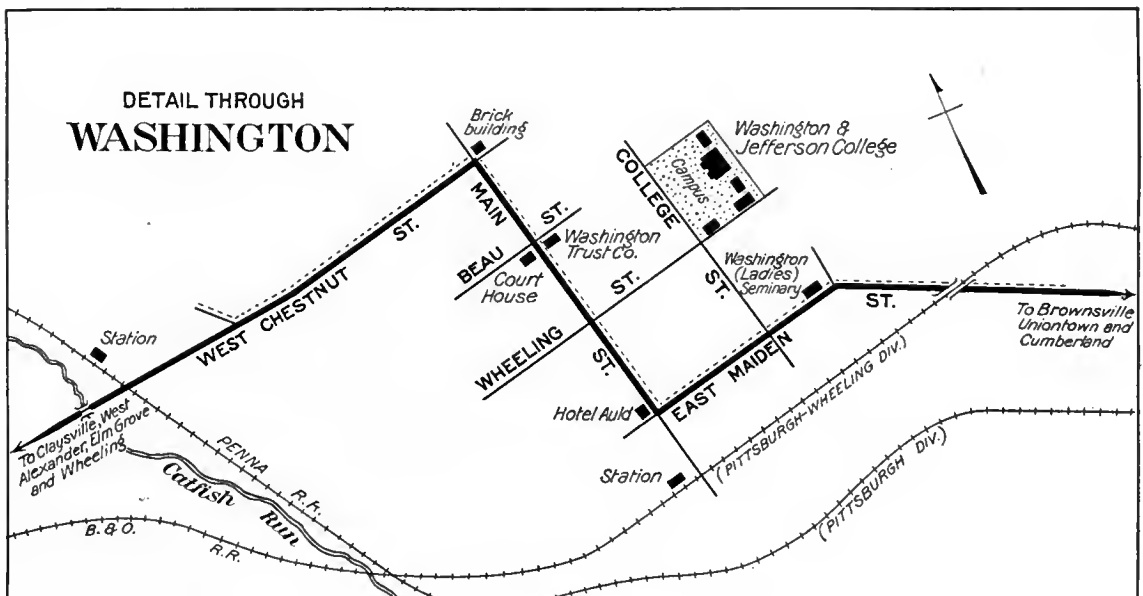 DETAIL THROUGH
WASHINGTON
Brick
building
Washington &
Jefferson College
Campus
COLLEGE
ST.
MAIN
ST.
BEAU
ST.
Washington
Trust Co.
Court
House
WHEELING
ST.
Washington
(Ladies)
Seminary
WEST CHESTNUT ST.
Station
EAST MAIDEN
ST.
To Brownsville
Uniontown and
Cumberland
Hotel Auld
Station
To Claysville, West
Alexander, Elm Grove
and Wheeling
PENNA
R.R.
Catfish
Run
B. & O.
R.R.
(PITTSBURGH-WHEELING DIV.)
(PITTSBURGH DIV.)